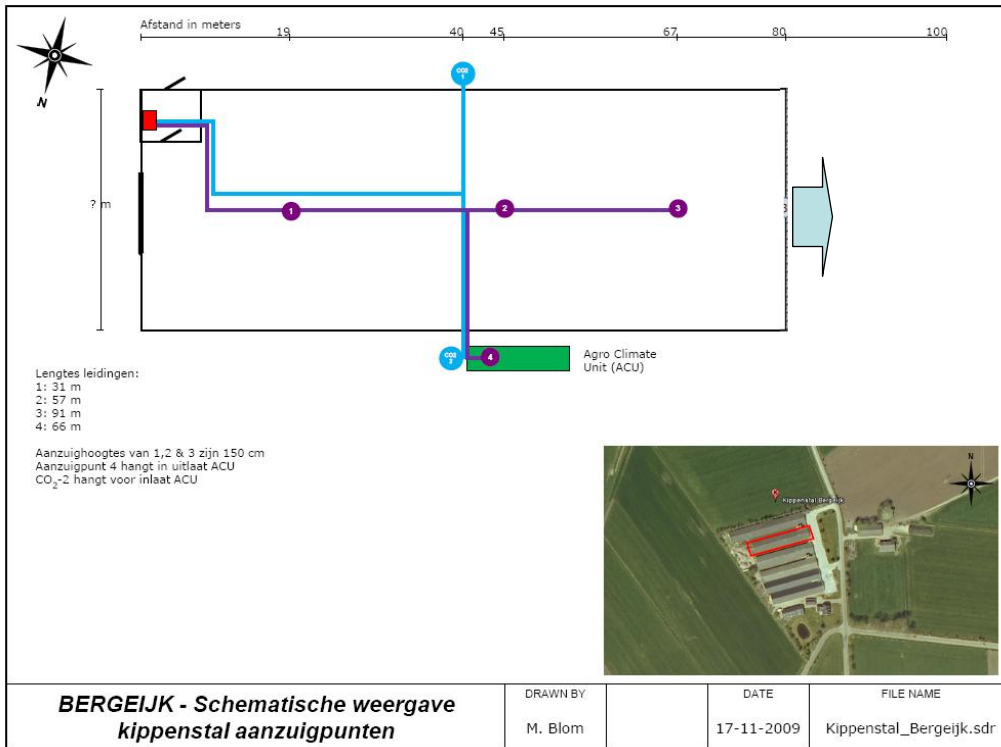 Afstand in meters
19 40 45 67 80 100
N
CO2
1
? m
1
2
3
3
CO2
2
4
Agro Climate
Unit (ACU)
Lengtes leidingen:
1: 31 m
2: 57 m
3: 91 m
4: 66 m
Aanzuighoogtes van 1,2 & 3 zijn 150 cm
Aanzuigpunt 4 hangt in uitlaat ACU
CO2-2 hangt voor inlaat ACU
N
Kippenstal Bergeijk
BERGEIJK - Schematische weergave
kippenstal aanzuigpunten
DRAWN BY
M. Blom
DATE
17-11-2009
FILE NAME
Kippenstal_Bergeijk.sdr